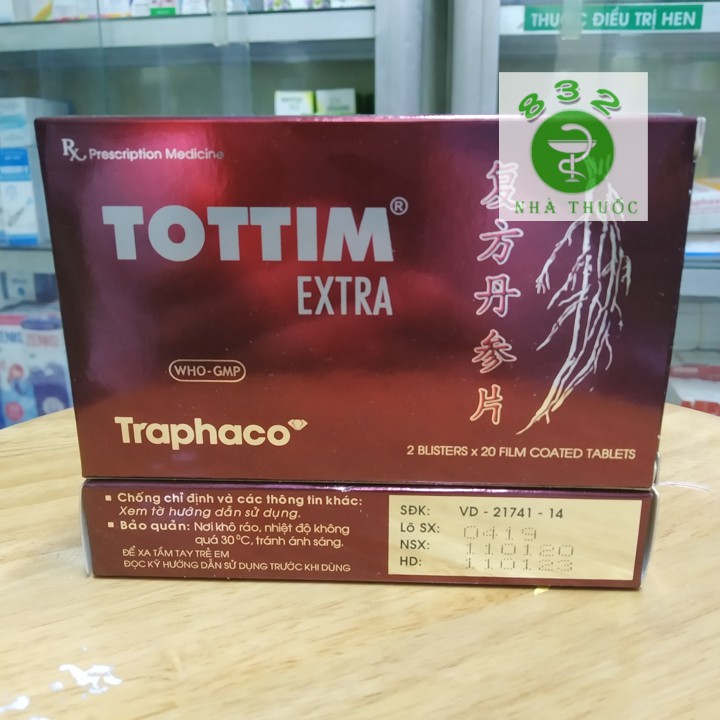 THUỐC ĐIỀU TRỊ HEN
832
NHÀ THUỐC
Rx Prescription Medicine
TOTTIM®
EXTRA
复方丹参片
WHO-GMP
Traphaco
2 BLISTERS x 20 FILM COATED TABLETS
Chống chỉ định và các thông tin khác:
Xem tờ hướng dẫn sử dụng.
Bảo quản: Nơi khô ráo, nhiệt độ không
quá 30°C, tránh ánh sáng.
ĐỂ XA TẦM TAY TRẺ EM
ĐỌC KỸ HƯỚNG DẪN SỬ DỤNG TRƯỚC KHI DÙNG
SĐK: VD - 21741 - 14
Lô SX: 0419
NSX: 110120
HD: 110123